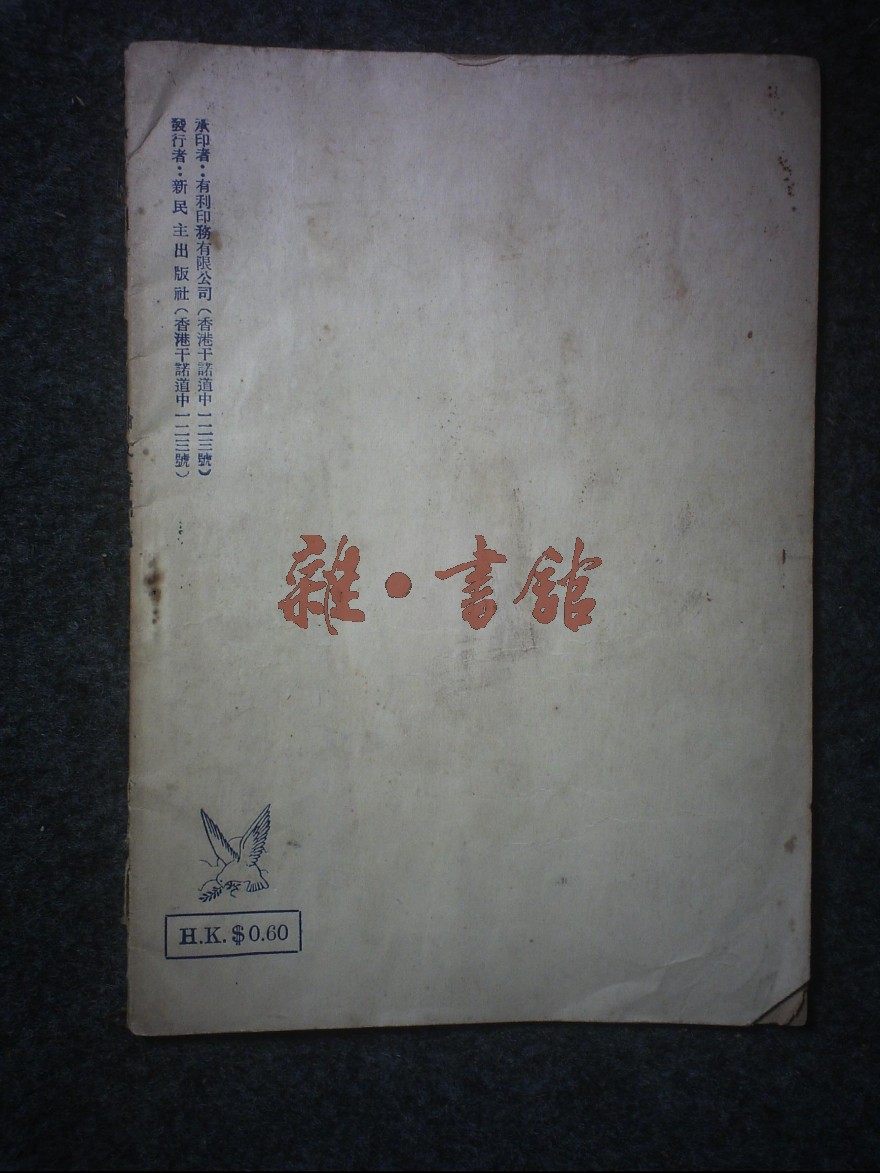 承印者：有利印務有限公司（香港干諾道中一二三號）
發行者：新民主出版社（香港干諾道中一二三號）
雜·書館
H.K.$0.60